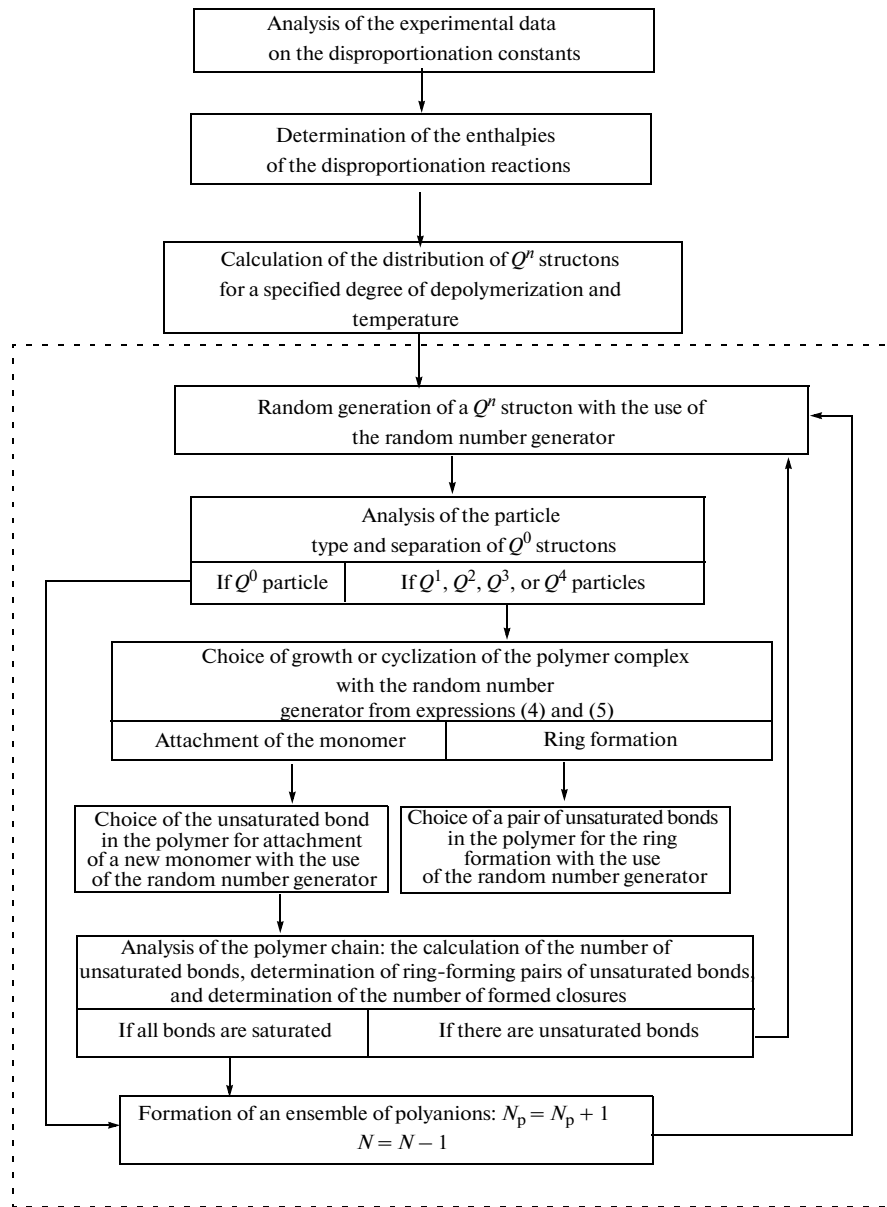 Analysis of the experimental data
on the disproportionation constants
Determination of the enthalpies
of the disproportionation reactions
Calculation of the distribution of Qⁿ structons
for a specified degree of depolymerization and
temperature
Random generation of a Qⁿ structon with the use of
the random number generator
Analysis of the particle
type and separation of Q⁰ structons
If Q⁰ particle
If Q¹, Q², Q³, or Q⁴ particles
Choice of growth or cyclization of the polymer complex
with the random number
generator from expressions (4) and (5)
Attachment of the monomer
Ring formation
Choice of the unsaturated bond
in the polymer for attachment
of a new monomer with the use
of the random number generator
Choice of a pair of unsaturated bonds
in the polymer for the ring
formation with the use
of the random number generator
Analysis of the polymer chain: the calculation of the number of
unsaturated bonds, determination of ring-forming pairs of unsaturated bonds,
and determination of the number of formed closures
If all bonds are saturated
If there are unsaturated bonds
Formation of an ensemble of polyanions: Nₚ = Nₚ + 1
N = N − 1